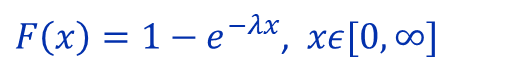 F(x) = 1 − e^{−λx}, xϵ[0, ∞]